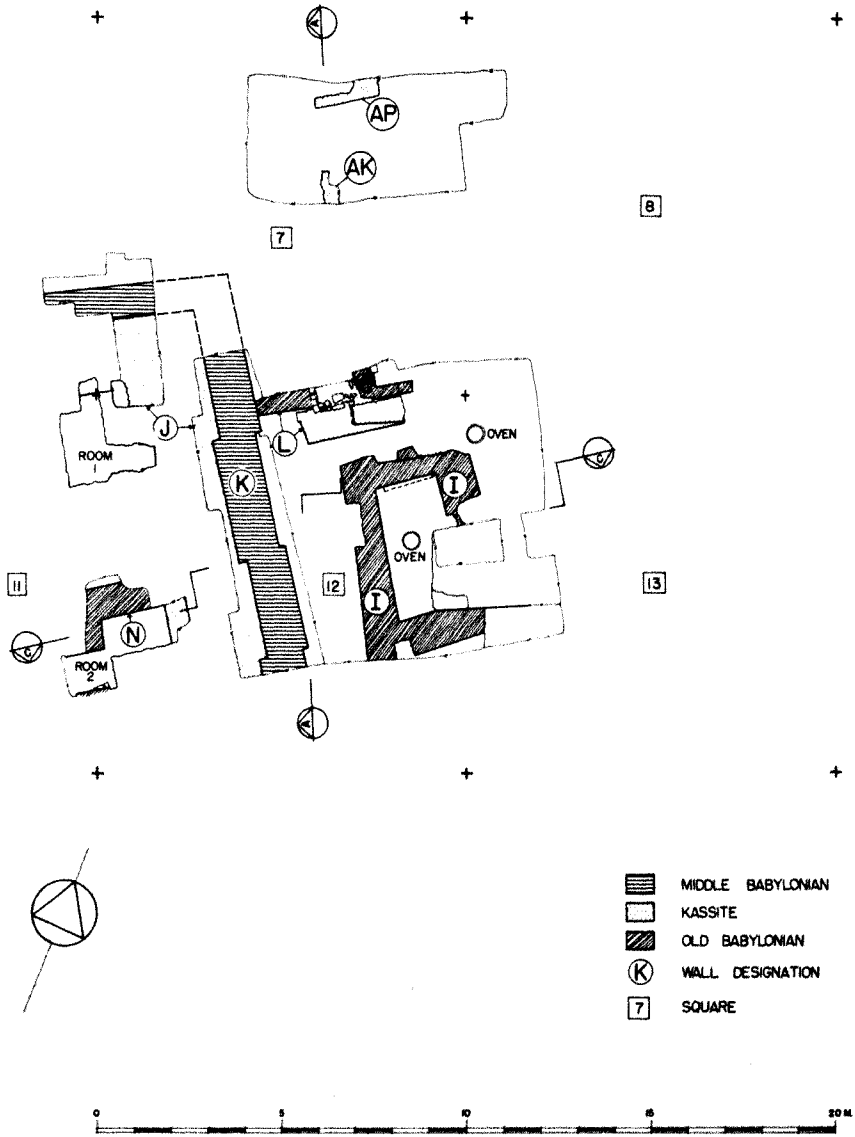 A
AP
AK
8
7
J
L
OVEN
ROOM
1
K
I
G
OVEN
11
12
13
I
N
G
ROOM
2
A
MIDDLE BABYLONIAN
KASSITE
OLD BABYLONIAN
K WALL DESIGNATION
7 SQUARE
0 5 10 15 20 M.